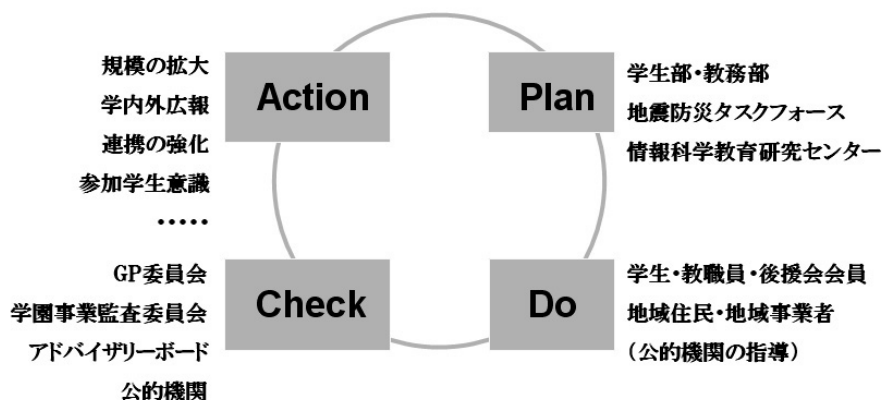 Action
規模の拡大
学内外広報
連携の強化
参加学生意識
・・・・・
Plan
学生部・教務部
地震防災タスクフォース
情報科学教育研究センター
Check
GP委員会
学園事業監査委員会
アドバイザリーボード
公的機関
Do
学生・教職員・後援会会員
地域住民・地域事業者
（公的機関の指導）